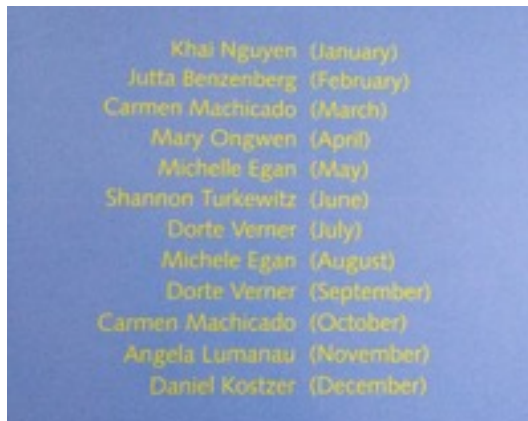 Khai Nguyen (January)
Jutta Benzenberg (February)
Carmen Machicado (March)
Mary Ongwen (April)
Michelle Egan (May)
Shannon Turkewitz (June)
Dorte Verner (July)
Michele Egan (August)
Dorte Verner (September)
Carmen Machicado (October)
Angela Lumanau (November)
Daniel Kostzer (December)